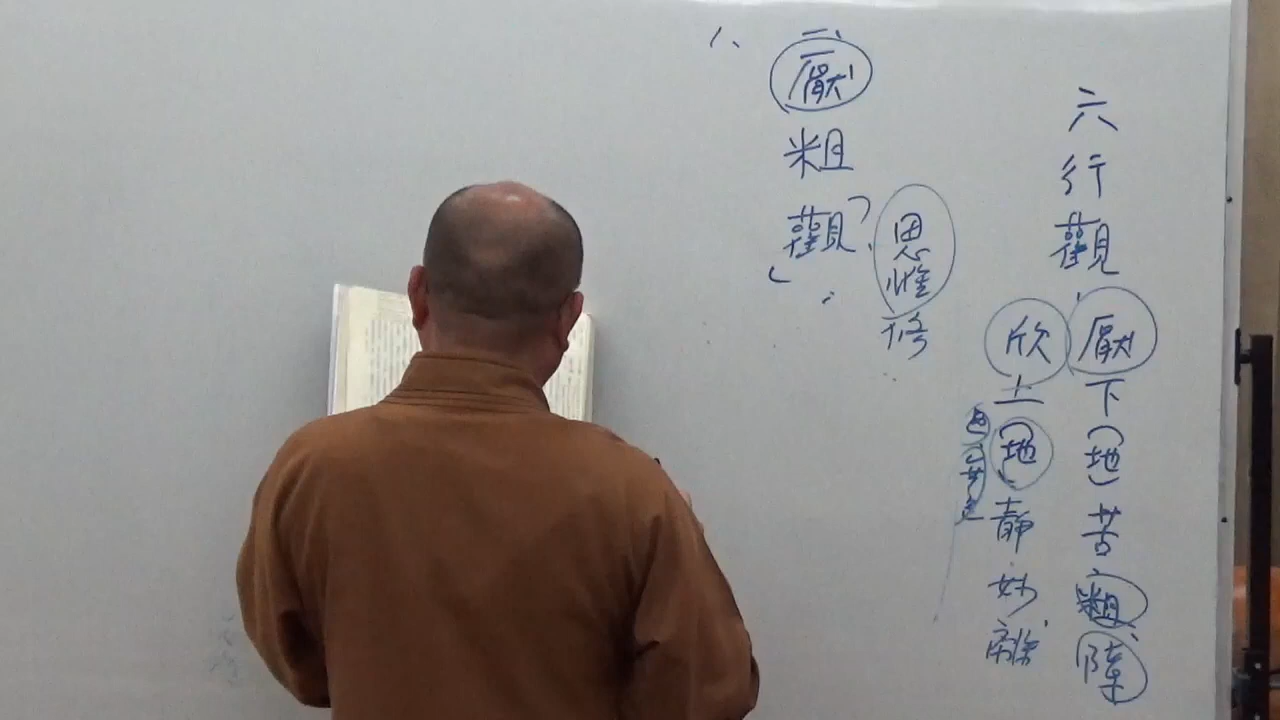 六行觀
厭下(地)苦粗障
欣上(地)靜妙離
思惟修
二、厭粗觀